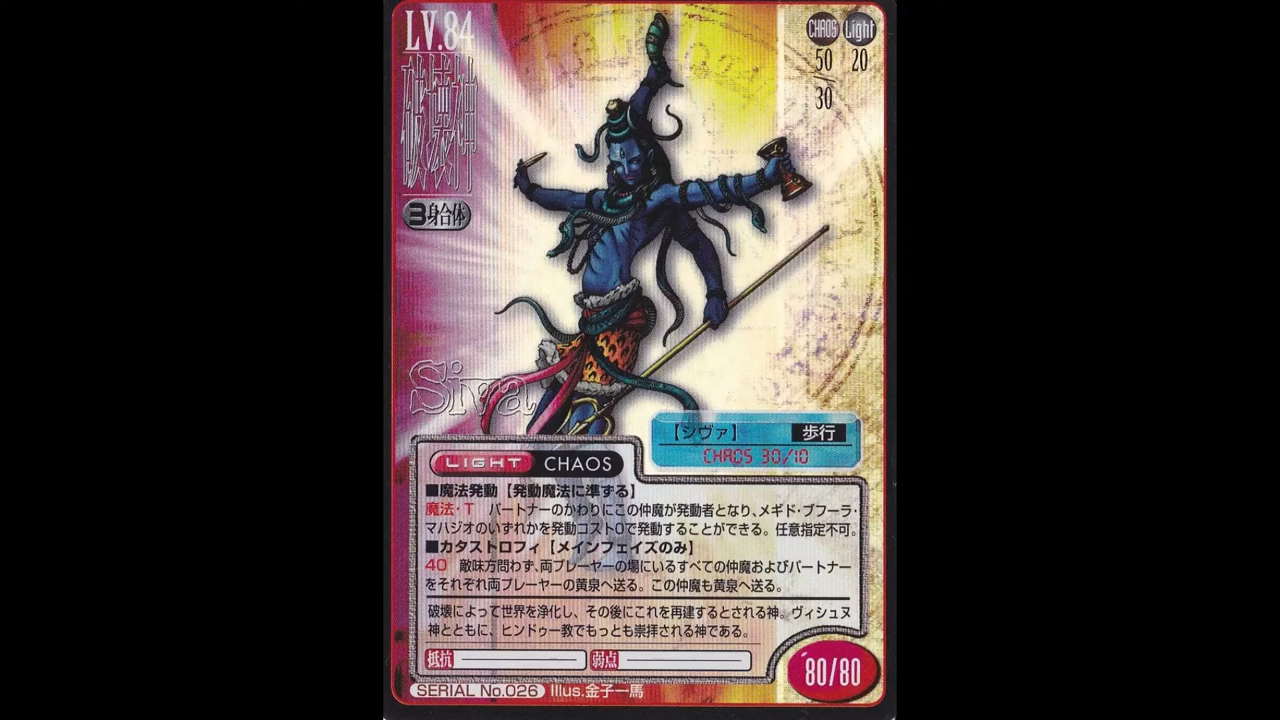 LV.84
破壊神
3身合体
CHAOS Light
50/30 20
Siva
【シヴァ】 歩行
CHAOS 30/10
LIGHT CHAOS
■魔法発動【発動魔法に準ずる】
魔法・T パートナーのかわりにこの仲魔が発動者となり、メギド・ブフーラ・
マハジオのいずれかを発動コスト0で発動することができる。任意指定不可。
■カタストロフィ【メインフェイズのみ】
40 敵味方問わず、両プレーヤーの場にいるすべての仲魔およびパートナー
をそれぞれ両プレーヤーの黄泉へ送る。この仲魔も黄泉へ送る。
破壊によって世界を浄化し、その後にこれを再建するとされる神。ヴィシュヌ
神とともに、ヒンドゥー教でもっとも崇拝される神である。
抵抗 弱点
80/80
SERIAL No.026 Illus.金子一馬